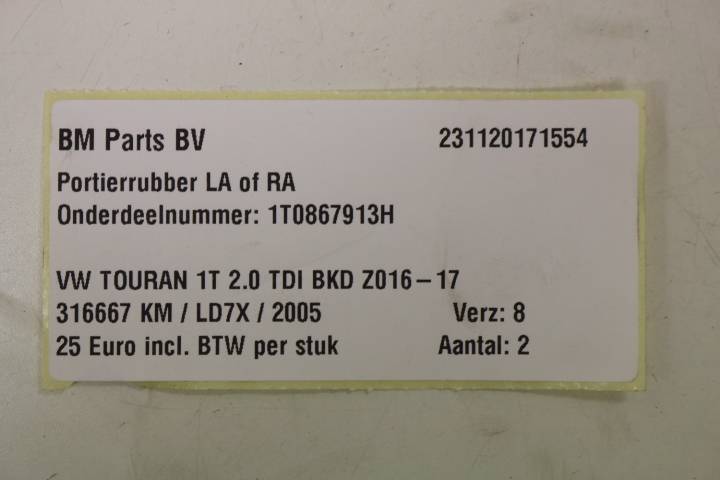 BM Parts BV 231120171554
Portierrubber LA of RA
Onderdeelnummer: 1T0867913H
VW TOURAN 1T 2.0 TDI BKD Z016-17
316667 KM / LD7X / 2005 Verz: 8
25 Euro incl. BTW per stuk Aantal: 2